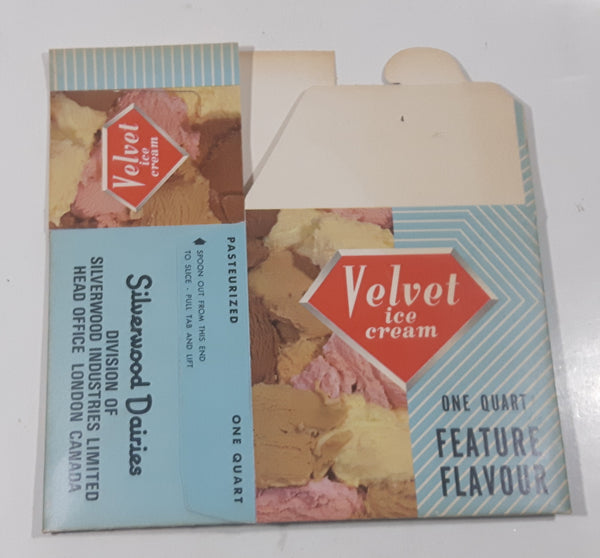 Velvet
ice
cream
PASTEURIZED
ONE QUART
SPOON OUT FROM THIS END
TO SLICE - PULL TAB AND LIFT
Silverwood Dairies
DIVISION OF
SILVERWOOD INDUSTRIES LIMITED
HEAD OFFICE LONDON CANADA
Velvet
ice
cream
ONE QUART
FEATURE
FLAVOUR